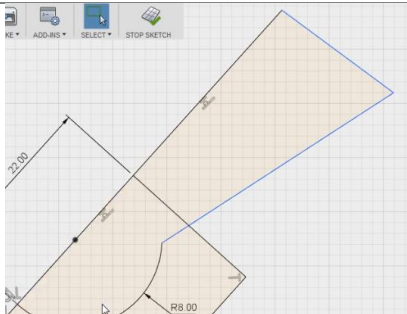 KE ▾ ADD-INS ▾ SELECT ▾ STOP SKETCH
22.00
R8.00